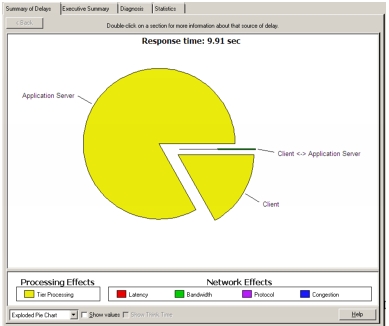 Summary of Delays Executive Summary Diagnosis Statistics
< Back
Double-click on a section for more information about that source of delay.
Response time: 9.91 sec
Application Server
Client <-> Application Server
Client
Processing Effects
Network Effects
Tier Processing
Latency
Bandwidth
Protocol
Congestion
Exploded Pie Chart
Show values
Show Think Time
Help